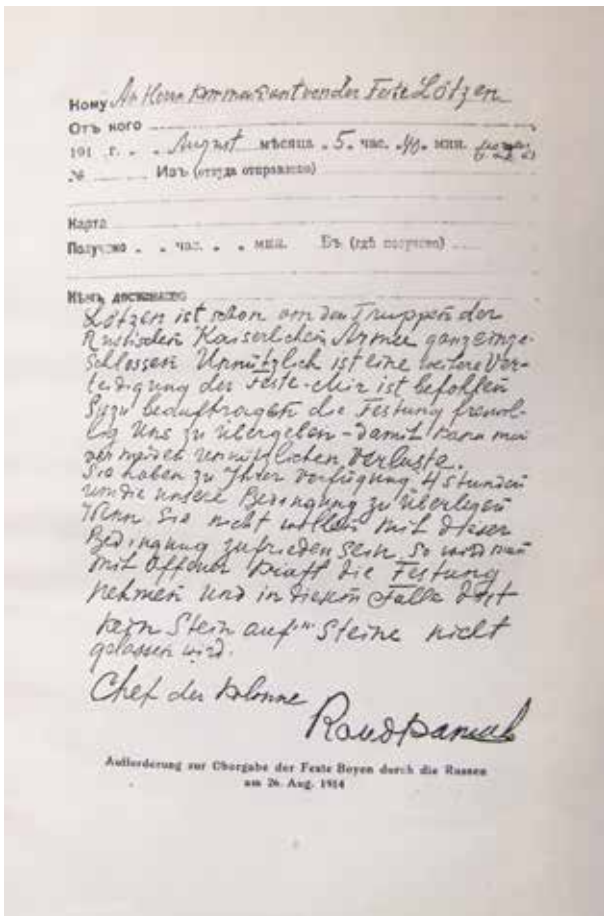 Кому An Herrn Kommandant von der Feste Lötzen
Отъ кого
191 г. August мѣсяца 5. час. 40. мин.
№ Изъ (откуда отправлено)
Карта
Получено час. мин. Въ (гдѣ получено)
Кѣмъ доставлено
Lötzen ist schon von den Truppen der
Russischen Kaiserlichen Armee ganz einge-
schlossen Unnützlich ist eine weitere Ver-
teidigung der Feste – Mir ist befohlen
Sie zu beauftragen die Festung freiwil-
lig Uns zu übergeben – damit kann man
vermeiden unnützlichen Verluste.
Sie haben zu Ihrer Verfügung 4 Stunden
um die unsere Bedingung zu überlegen
Wenn Sie nicht wollen mit dieser
Bedingung zufrieden sein so wird man
mit offener Kraft die Festung
nehmen und in diesem Falle dort
kein Stein auf Steine nicht
gelassen wird.
Chef der Kolonne
Aufforderung zur Übergabe der Feste Boyen durch die Russen
am 26. Aug. 1914